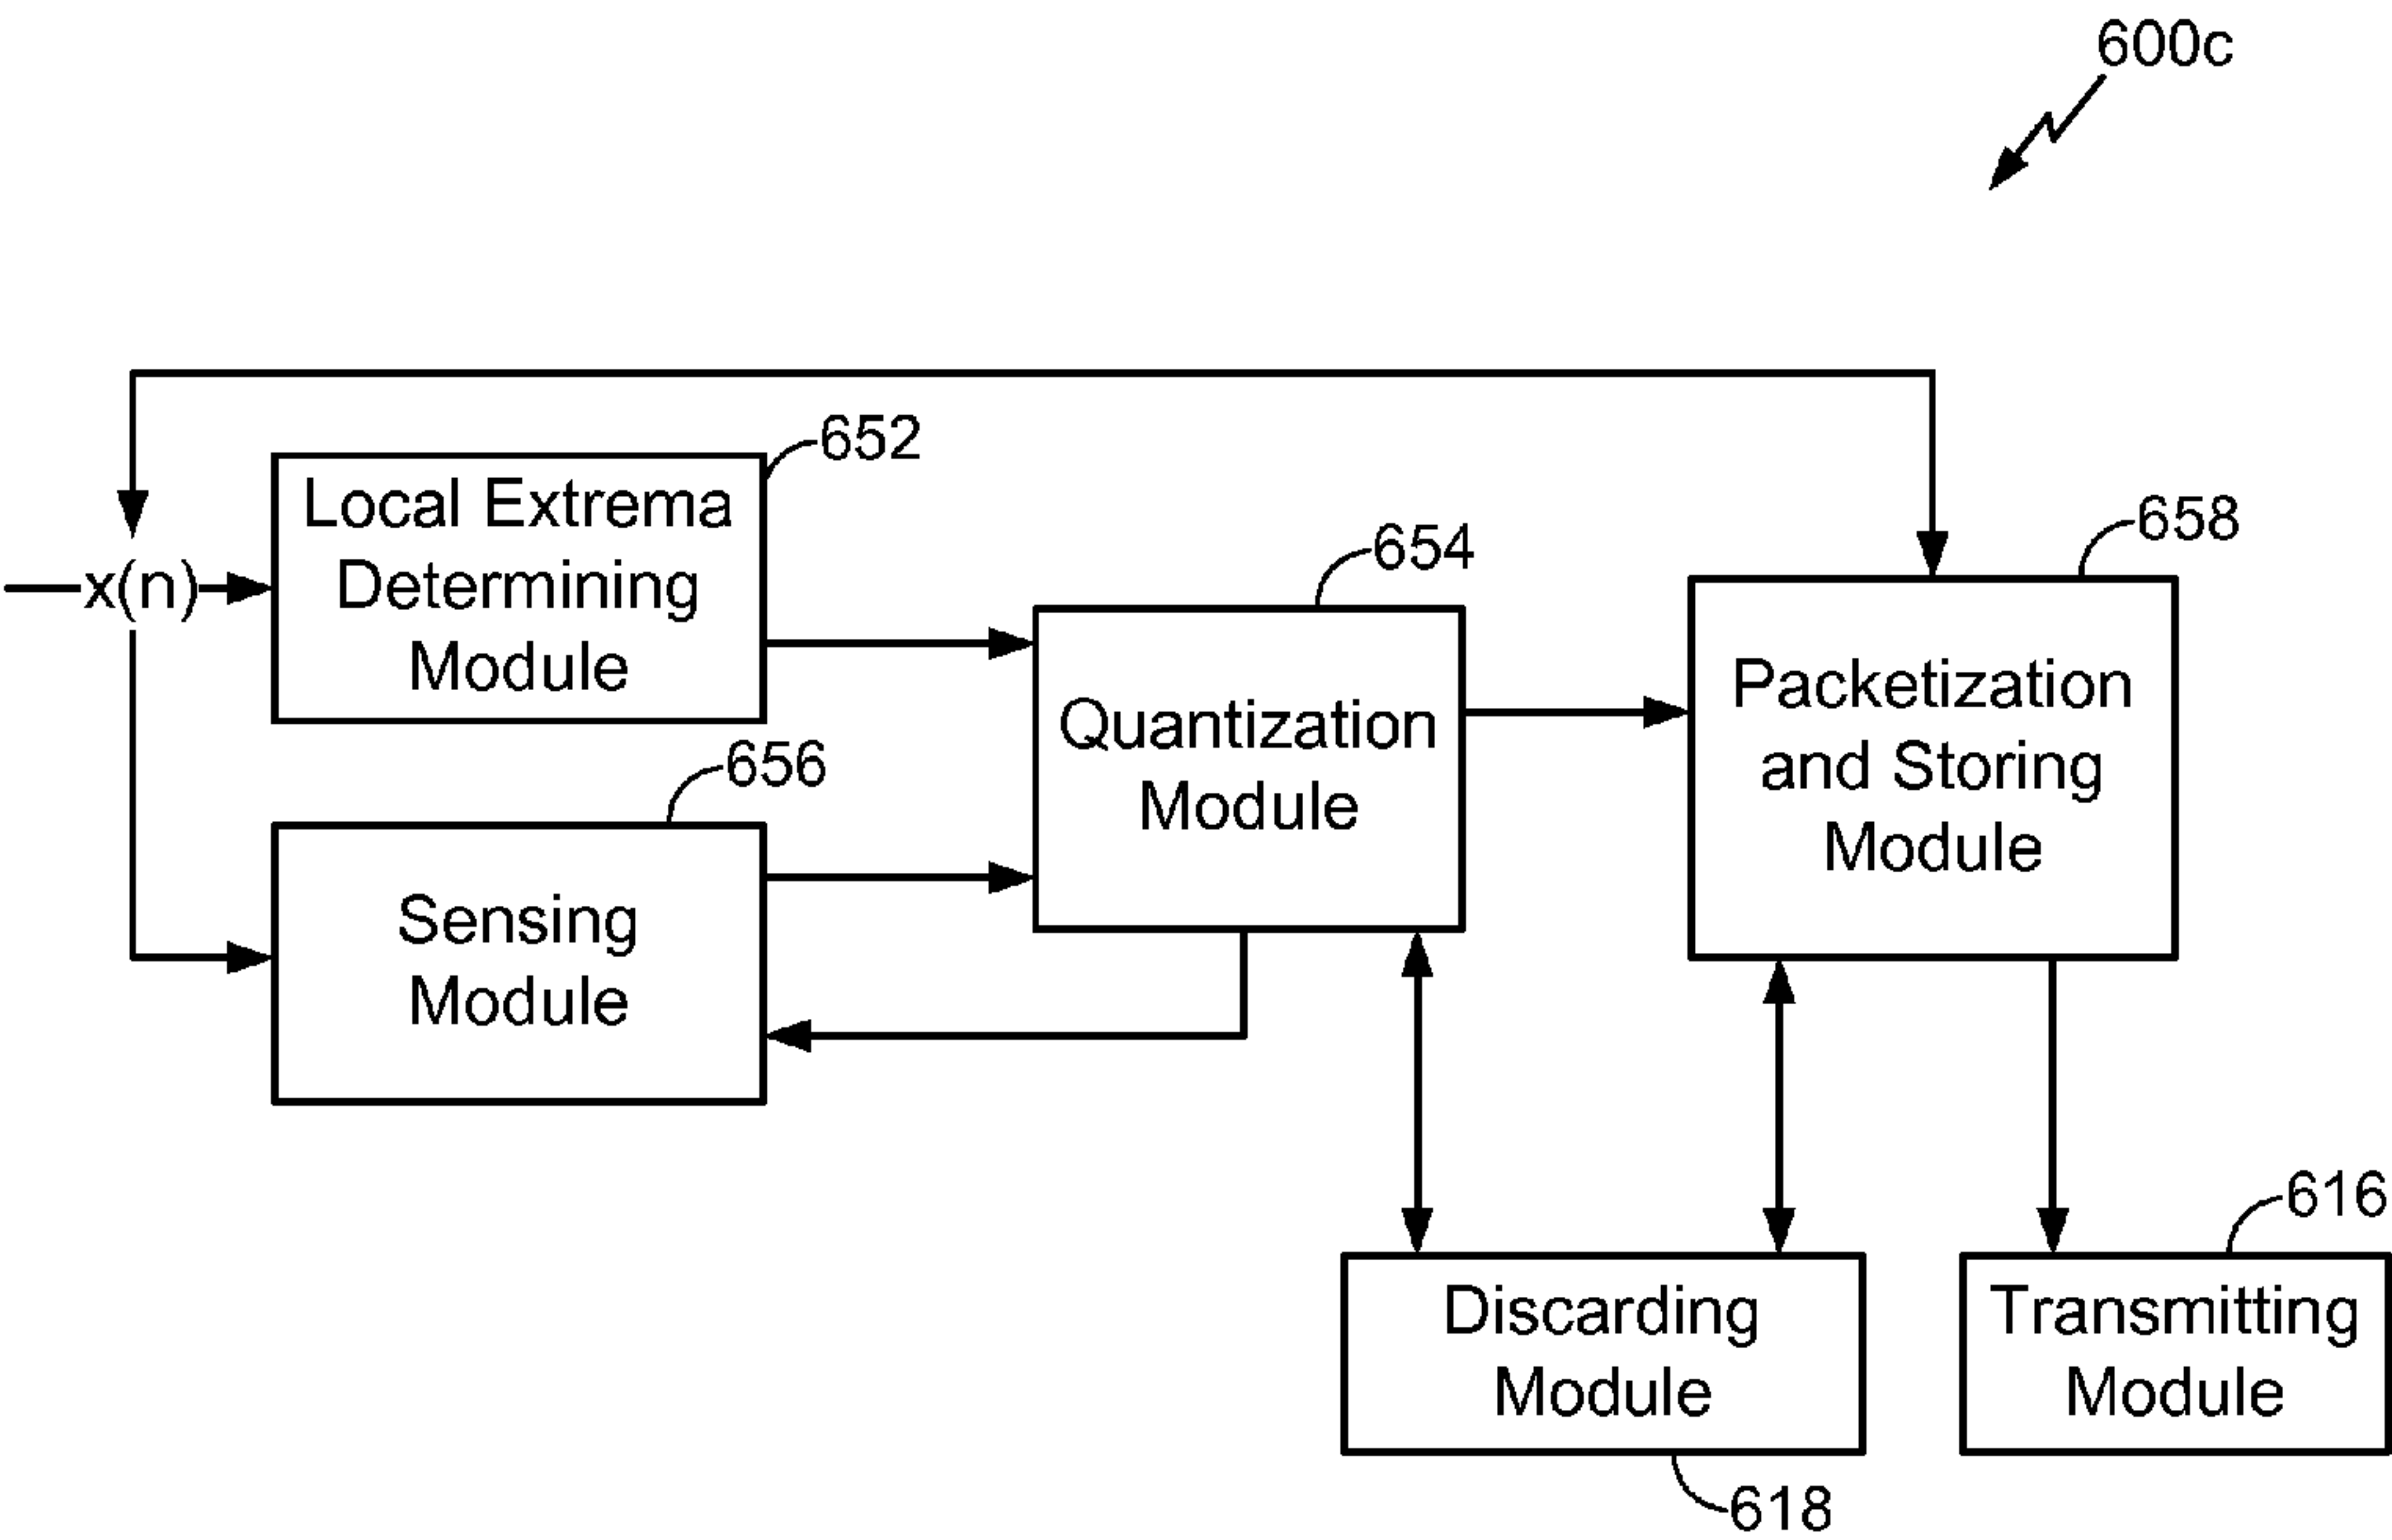 600c
652
Local Extrema
Determining
Module
x(n)
654
658
Quantization
Module
Packetization
and Storing
Module
656
Sensing
Module
616
Discarding
Module
Transmitting
Module
618